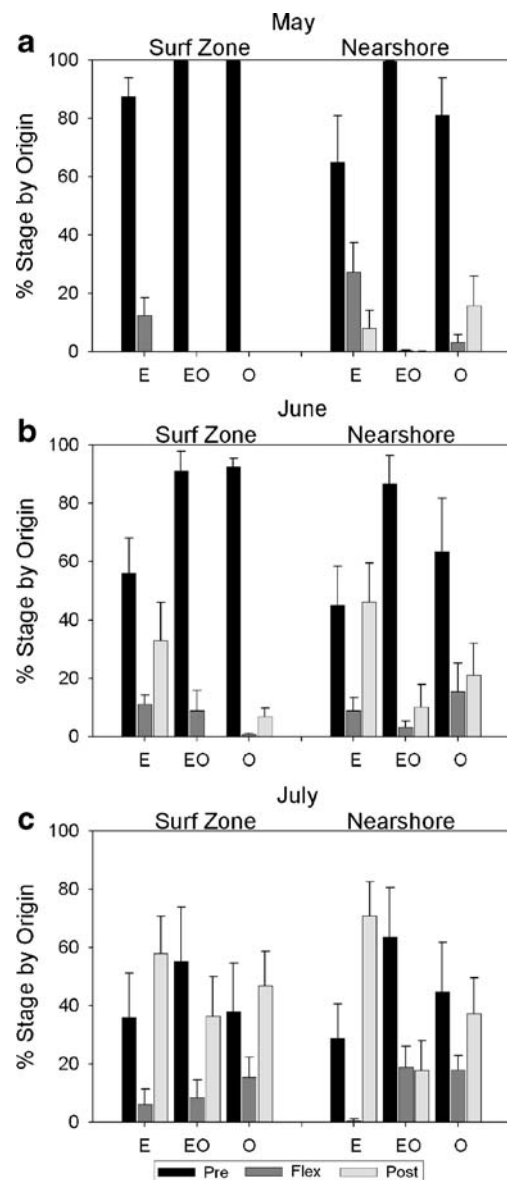 May
a
Surf Zone Nearshore
% Stage by Origin
100
80
60
40
20
0
E EO O E EO O
June
b
Surf Zone Nearshore
% Stage by Origin
100
80
60
40
20
0
E EO O E EO O
July
c
Surf Zone Nearshore
% Stage by Origin
100
80
60
40
20
0
E EO O E EO O
Pre Flex Post